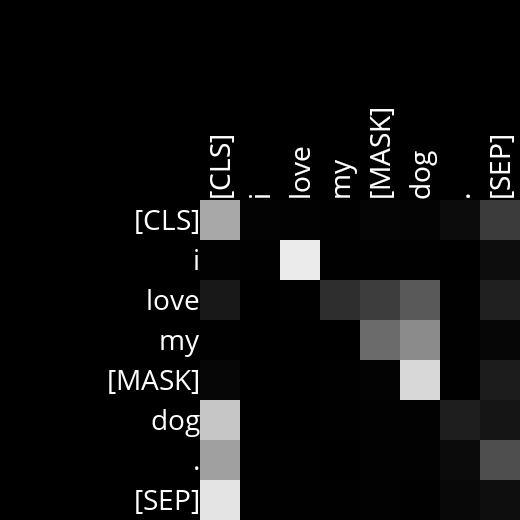 [CLS] i love my [MASK] dog . [SEP]
[CLS]
i
love
my
[MASK]
dog
.
[SEP]